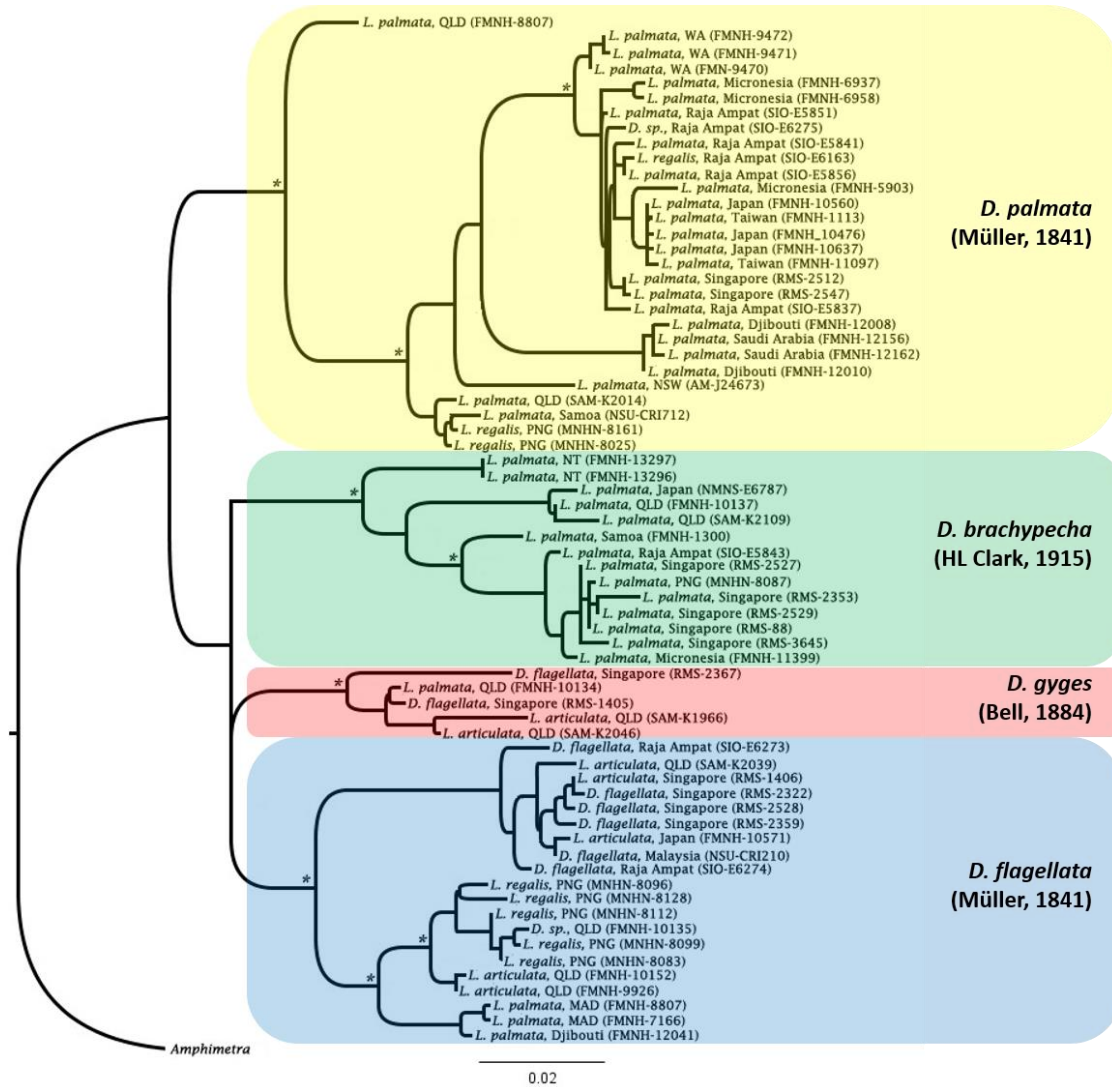 L. palmata, QLD (FMNH-8807)
L. palmata, WA (FMNH-9472)
L. palmata, WA (FMNH-9471)
L. palmata, WA (FMN-9470)
L. palmata, Micronesia (FMNH-6937)
L. palmata, Micronesia (FMNH-6958)
L. palmata, Raja Ampat (SIO-E5851)
D. sp., Raja Ampat (SIO-E6275)
L. palmata, Raja Ampat (SIO-E5841)
L. regalis, Raja Ampat (SIO-E6163)
L. palmata, Raja Ampat (SIO-E5856)
L. palmata, Micronesia (FMNH-5903)
L. palmata, Japan (FMNH-10560)
L. palmata, Taiwan (FMNH-1113)
L. palmata, Japan (FMNH_10476)
L. palmata, Japan (FMNH-10637)
L. palmata, Taiwan (FMNH-11097)
L. palmata, Singapore (RMS-2512)
L. palmata, Singapore (RMS-2547)
L. palmata, Raja Ampat (SIO-E5837)
L. palmata, Djibouti (FMNH-12008)
L. palmata, Saudi Arabia (FMNH-12156)
L. palmata, Saudi Arabia (FMNH-12162)
L. palmata, Djibouti (FMNH-12010)
L. palmata, NSW (AM-J24673)
L. palmata, QLD (SAM-K2014)
L. palmata, Samoa (NSU-CRI712)
L. regalis, PNG (MNHN-8161)
L. regalis, PNG (MNHN-8025)
D. palmata
(Müller, 1841)
*
*
*
L. palmata, NT (FMNH-13297)
L. palmata, NT (FMNH-13296)
L. palmata, Japan (NMNS-E6787)
L. palmata, QLD (FMNH-10137)
L. palmata, QLD (SAM-K2109)
L. palmata, Samoa (FMNH-1300)
L. palmata, Raja Ampat (SIO-E5843)
L. palmata, Singapore (RMS-2527)
L. palmata, PNG (MNHN-8087)
L. palmata, Singapore (RMS-2353)
L. palmata, Singapore (RMS-2529)
L. palmata, Singapore (RMS-88)
L. palmata, Singapore (RMS-3645)
L. palmata, Micronesia (FMNH-11399)
D. brachypecha
(HL Clark, 1915)
*
*
D. flagellata, Singapore (RMS-2367)
L. palmata, QLD (FMNH-10134)
D. flagellata, Singapore (RMS-1405)
L. articulata, QLD (SAM-K1966)
L. articulata, QLD (SAM-K2046)
D. gyges
(Bell, 1884)
*
D. flagellata, Raja Ampat (SIO-E6273)
L. articulata, QLD (SAM-K2039)
L. articulata, Singapore (RMS-1406)
D. flagellata, Singapore (RMS-2322)
D. flagellata, Singapore (RMS-2528)
D. flagellata, Singapore (RMS-2359)
L. articulata, Japan (FMNH-10571)
D. flagellata, Malaysia (NSU-CRI210)
D. flagellata, Raja Ampat (SIO-E6274)
L. regalis, PNG (MNHN-8096)
L. regalis, PNG (MNHN-8128)
L. regalis, PNG (MNHN-8112)
D. sp., QLD (FMNH-10135)
L. regalis, PNG (MNHN-8099)
L. regalis, PNG (MNHN-8083)
L. articulata, QLD (FMNH-10152)
L. articulata, QLD (FMNH-9926)
L. palmata, MAD (FMNH-8807)
L. palmata, MAD (FMNH-7166)
L. palmata, Djibouti (FMNH-12041)
D. flagellata
(Müller, 1841)
*
*
*
Amphimetra
0.02